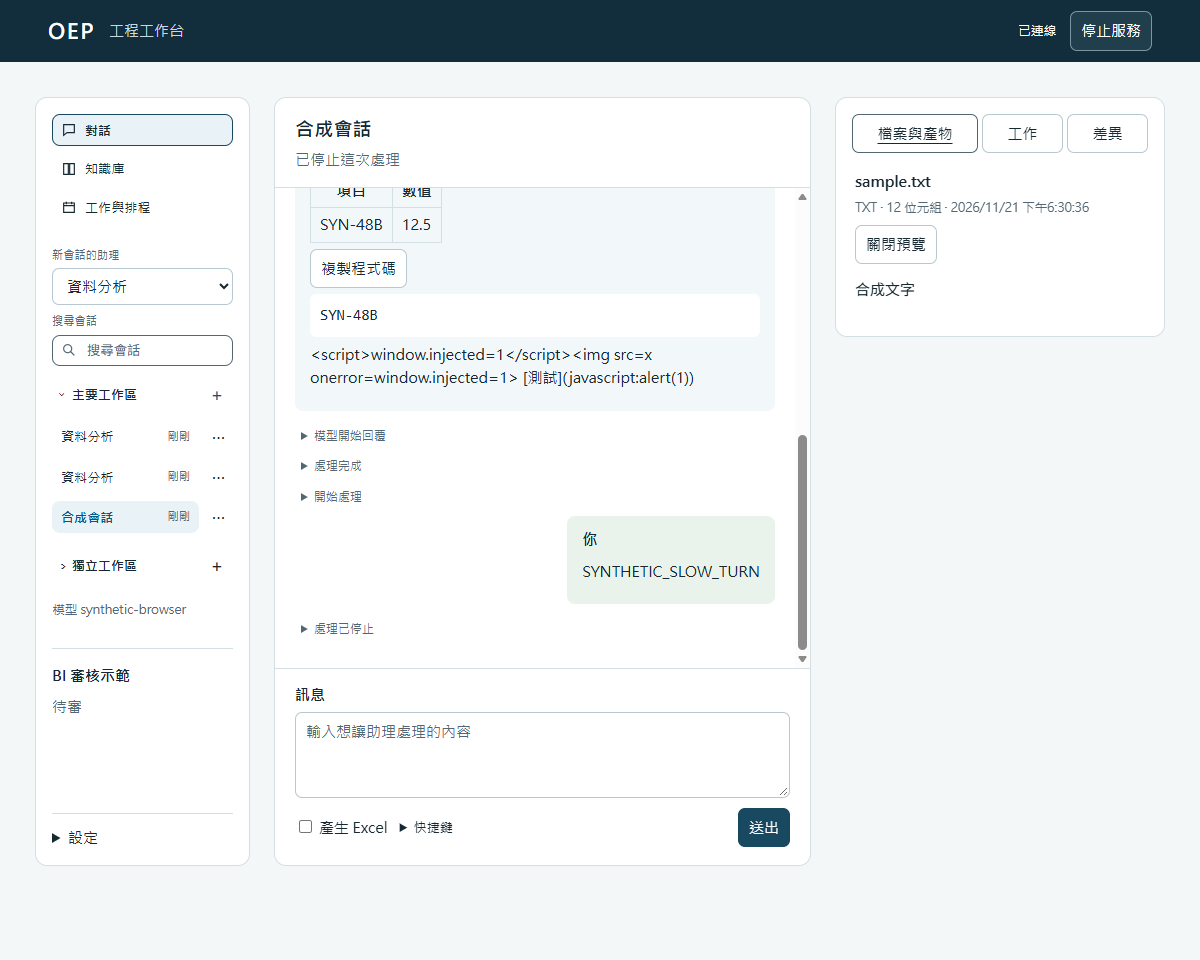 OEP 工程工作台
已連線
停止服務
對話
知識庫
工作與排程
新會話的助理
資料分析
搜尋會話
搜尋會話
主要工作區 +
資料分析 剛剛 ...
資料分析 剛剛 ...
合成會話 剛剛 ...
獨立工作區 +
模型 synthetic-browser
BI 審核示範
待審
設定
合成會話
已停止這次處理
項目 數值
SYN-48B 12.5
複製程式碼
SYN-48B
<script>window.injected=1</script><img src=x
onerror=window.injected=1> [測試](javascript:alert(1))
模型開始回覆
處理完成
開始處理
你
SYNTHETIC_SLOW_TURN
處理已停止
訊息
輸入想讓助理處理的內容
產生 Excel
快捷鍵
送出
檔案與產物
工作
差異
sample.txt
TXT · 12 位元組 · 2026/11/21 下午6:30:36
關閉預覽
合成文字